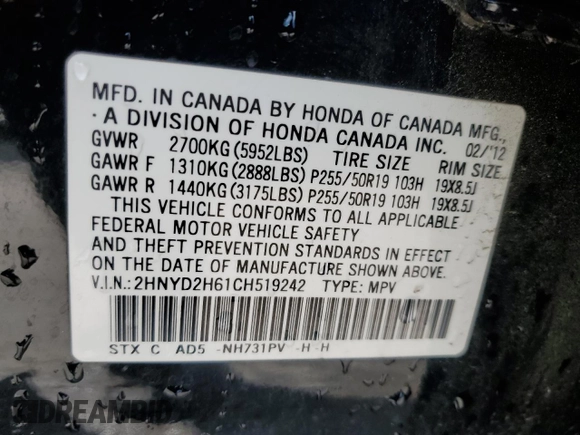 MFD. IN CANADA BY HONDA OF CANADA MFG.,
A DIVISION OF HONDA CANADA INC. 02/'12
GVWR 2700KG(5952LBS) TIRE SIZE RIM SIZE
GAWR F 1310KG(2888LBS) P255/50R19 103H 19X8.5J
GAWR R 1440KG(3175LBS) P255/50R19 103H 19X8.5J
THIS VEHICLE CONFORMS TO ALL APPLICABLE
FEDERAL MOTOR VEHICLE SAFETY
AND THEFT PREVENTION STANDARDS IN EFFECT
ON THE DATE OF MANUFACTURE SHOWN ABOVE.
V.I.N.:2HNYD2H61CH519242 TYPE: MPV
STX C AD5 -NH731PV -H -H